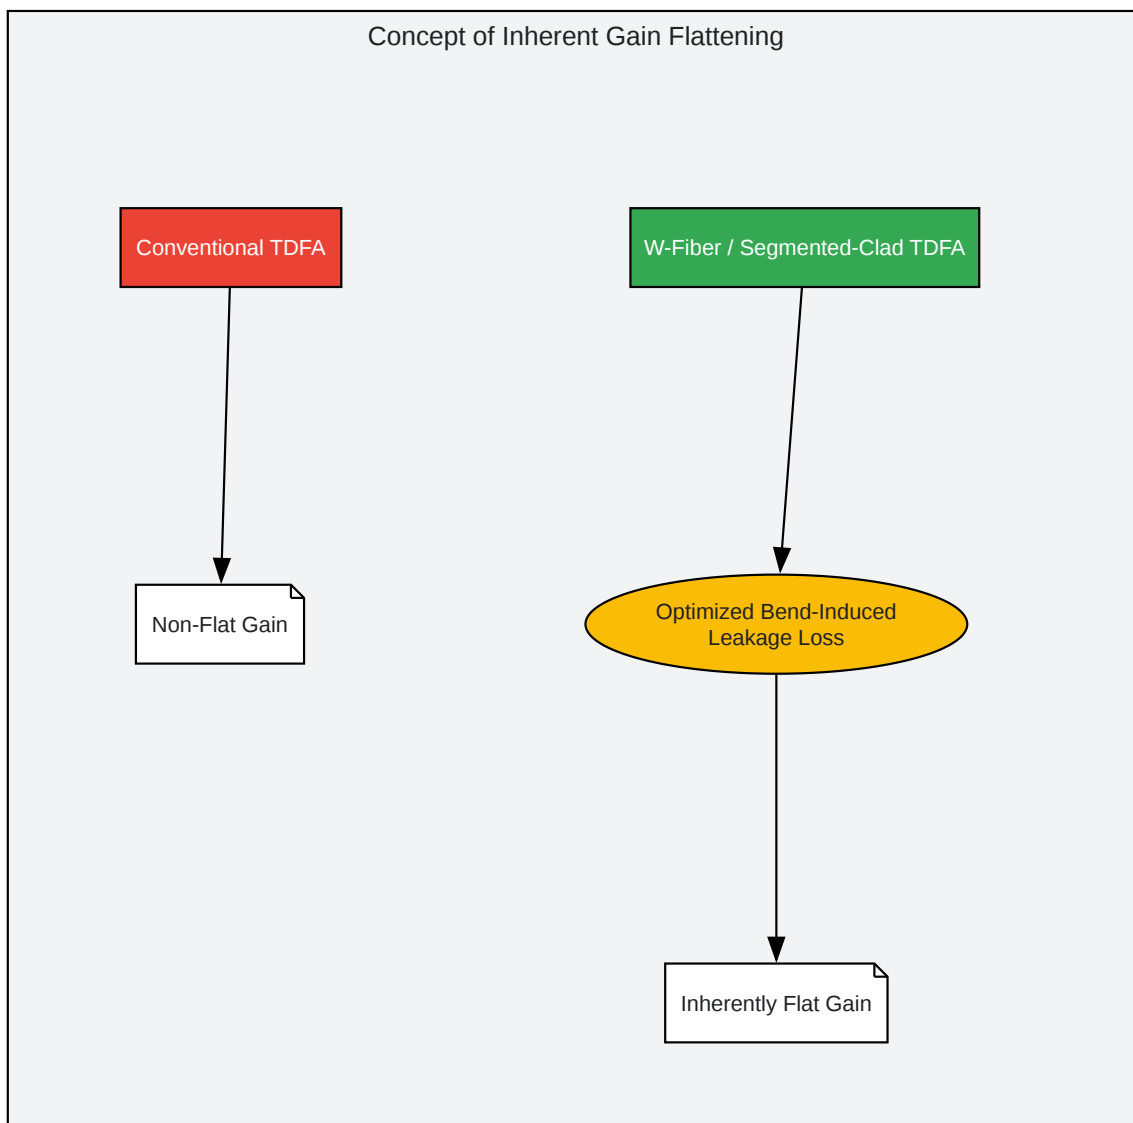 Concept of Inherent Gain Flattening
Conventional TDFA
W-Fiber / Segmented-Clad TDFA
Non-Flat Gain
Optimized Bend-Induced
Leakage Loss
Inherently Flat Gain